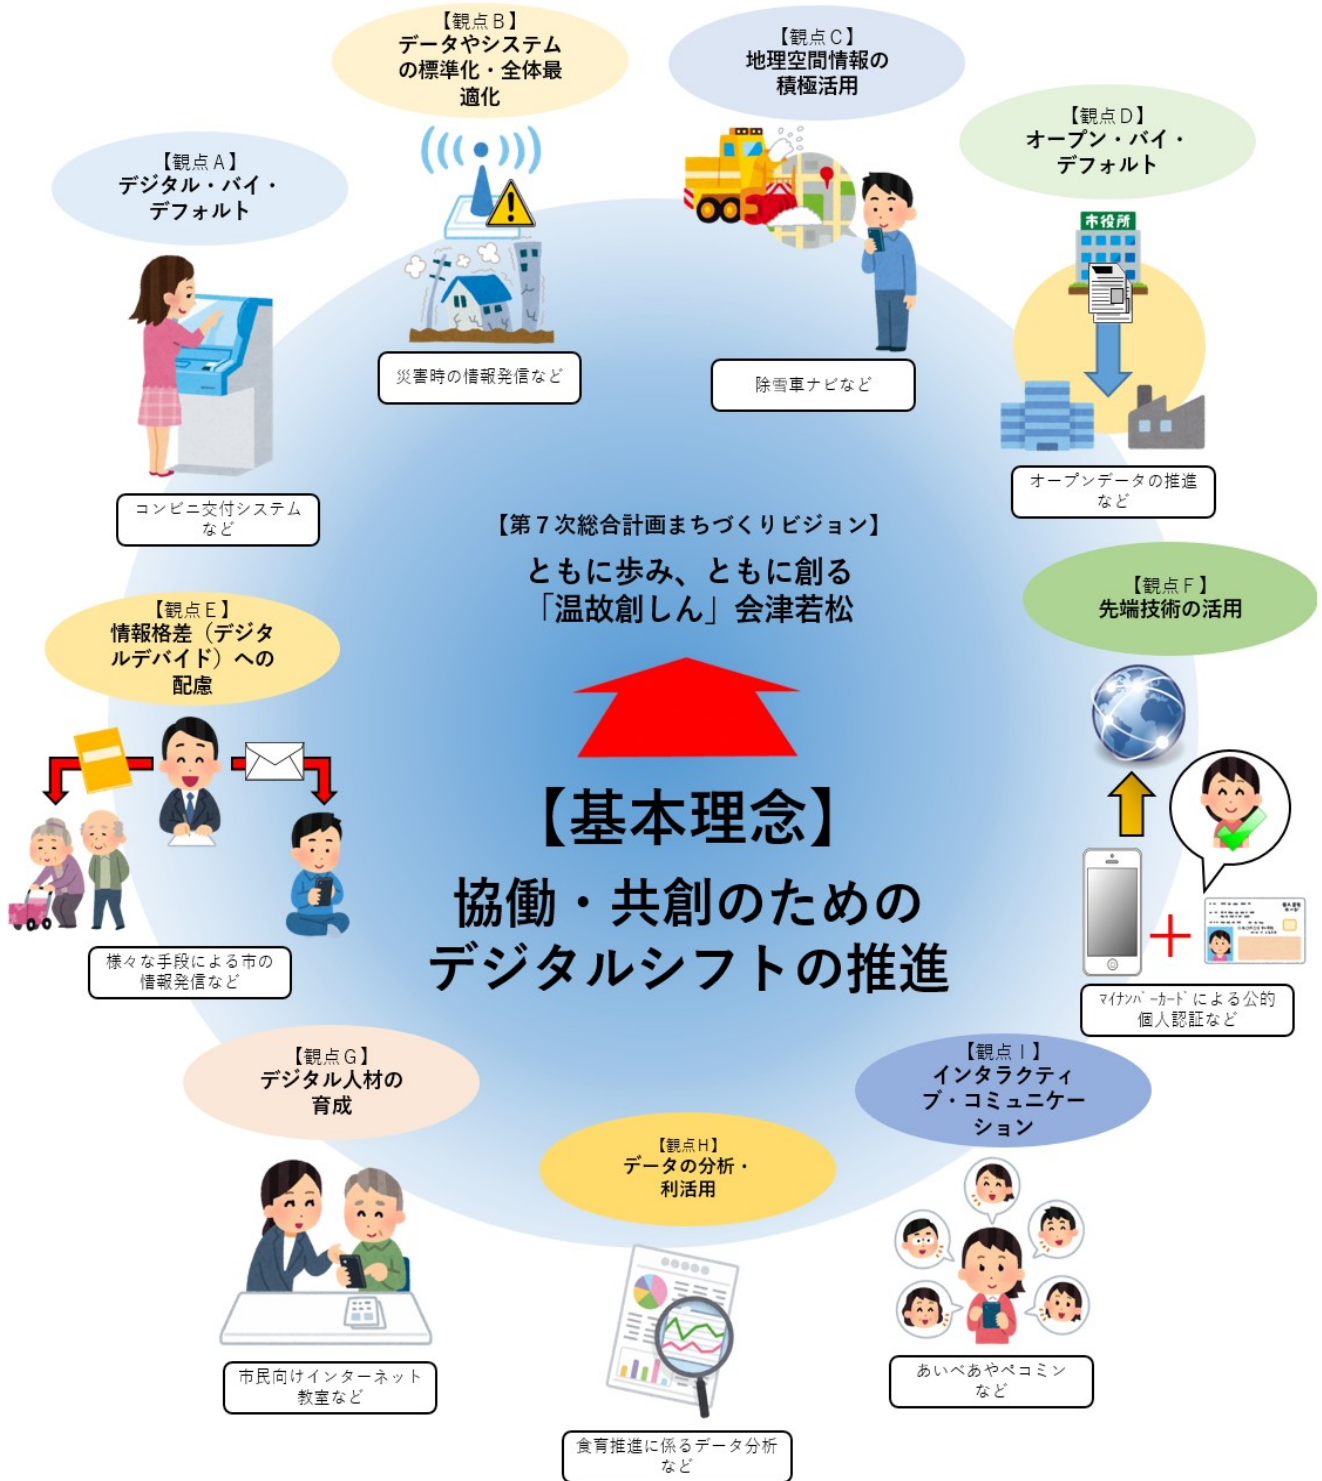 【観点A】
デジタル・バイ・
デフォルト
コンビニ交付システム
など
【観点B】
データやシステム
の標準化・全体最
適化
災害時の情報発信など
【観点C】
地理空間情報の
積極活用
除雪車ナビなど
【観点D】
オープン・バイ・
デフォルト
市役所
オープンデータの推進
など
【第７次総合計画まちづくりビジョン】
ともに歩み、ともに創る
「温故創しん」会津若松
【基本理念】
協働・共創のための
デジタルシフトの推進
【観点E】
情報格差（デジタ
ルデバイド）への
配慮
様々な手段による市の
情報発信など
【観点F】
先端技術の活用
ﾏｲﾅﾝﾊﾞｰｶｰﾄﾞによる公的
個人認証など
【観点G】
デジタル人材の
育成
市民向けインターネット
教室など
【観点H】
データの分析・
利活用
食育推進に係るデータ分析
など
【観点I】
インタラクティ
ブ・コミュニケー
ション
あいべあやペコミン
など